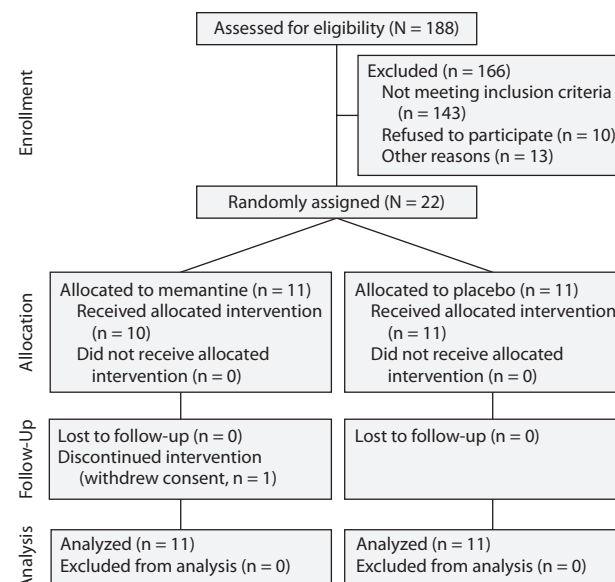 Assessed for eligibility (N = 188)
Enrollment
Excluded (n = 166)
Not meeting inclusion criteria
(n = 143)
Refused to participate (n = 10)
Other reasons (n = 13)
Randomly assigned (N = 22)
Allocation
Allocated to memantine (n = 11)
Received allocated intervention
(n = 10)
Did not receive allocated
intervention (n = 0)
Allocated to placebo (n = 11)
Received allocated intervention
(n = 11)
Did not receive allocated
intervention (n = 0)
Follow-Up
Lost to follow-up (n = 0)
Discontinued intervention
(withdrew consent, n = 1)
Lost to follow-up (n = 0)
Analysis
Analyzed (n = 11)
Excluded from analysis (n = 0)
Analyzed (n = 11)
Excluded from analysis (n = 0)